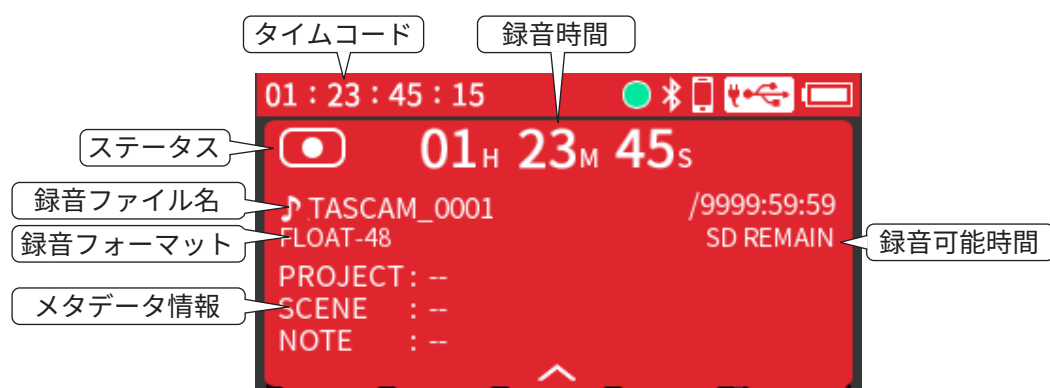 タイムコード
録音時間
01 : 23 : 45 : 15
ステータス
01H 23M 45S
録音ファイル名
TASCAM_0001
/9999:59:59
録音フォーマット
FLOAT-48
SD REMAIN
録音可能時間
PROJECT : --
メタデータ情報
SCENE : --
NOTE : --